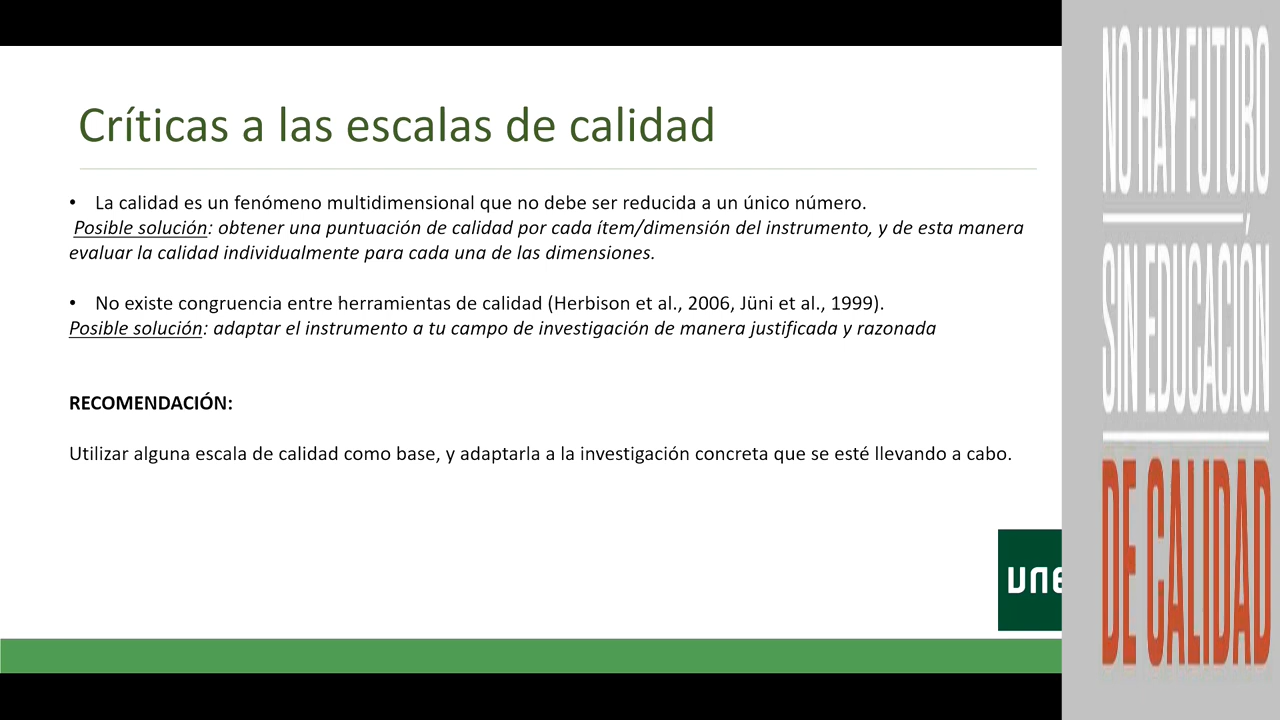 Críticas a las escalas de calidad
• La calidad es un fenómeno multidimensional que no debe ser reducida a un único número.
Posible solución: obtener una puntuación de calidad por cada ítem/dimensión del instrumento, y de esta manera
evaluar la calidad individualmente para cada una de las dimensiones.
• No existe congruencia entre herramientas de calidad (Herbison et al., 2006, Jüni et al., 1999).
Posible solución: adaptar el instrumento a tu campo de investigación de manera justificada y razonada
RECOMENDACIÓN:
Utilizar alguna escala de calidad como base, y adaptarla a la investigación concreta que se esté llevando a cabo.
UNE
NO HAY FUTURO
SIN EDUCACIÓN
DE CALIDAD